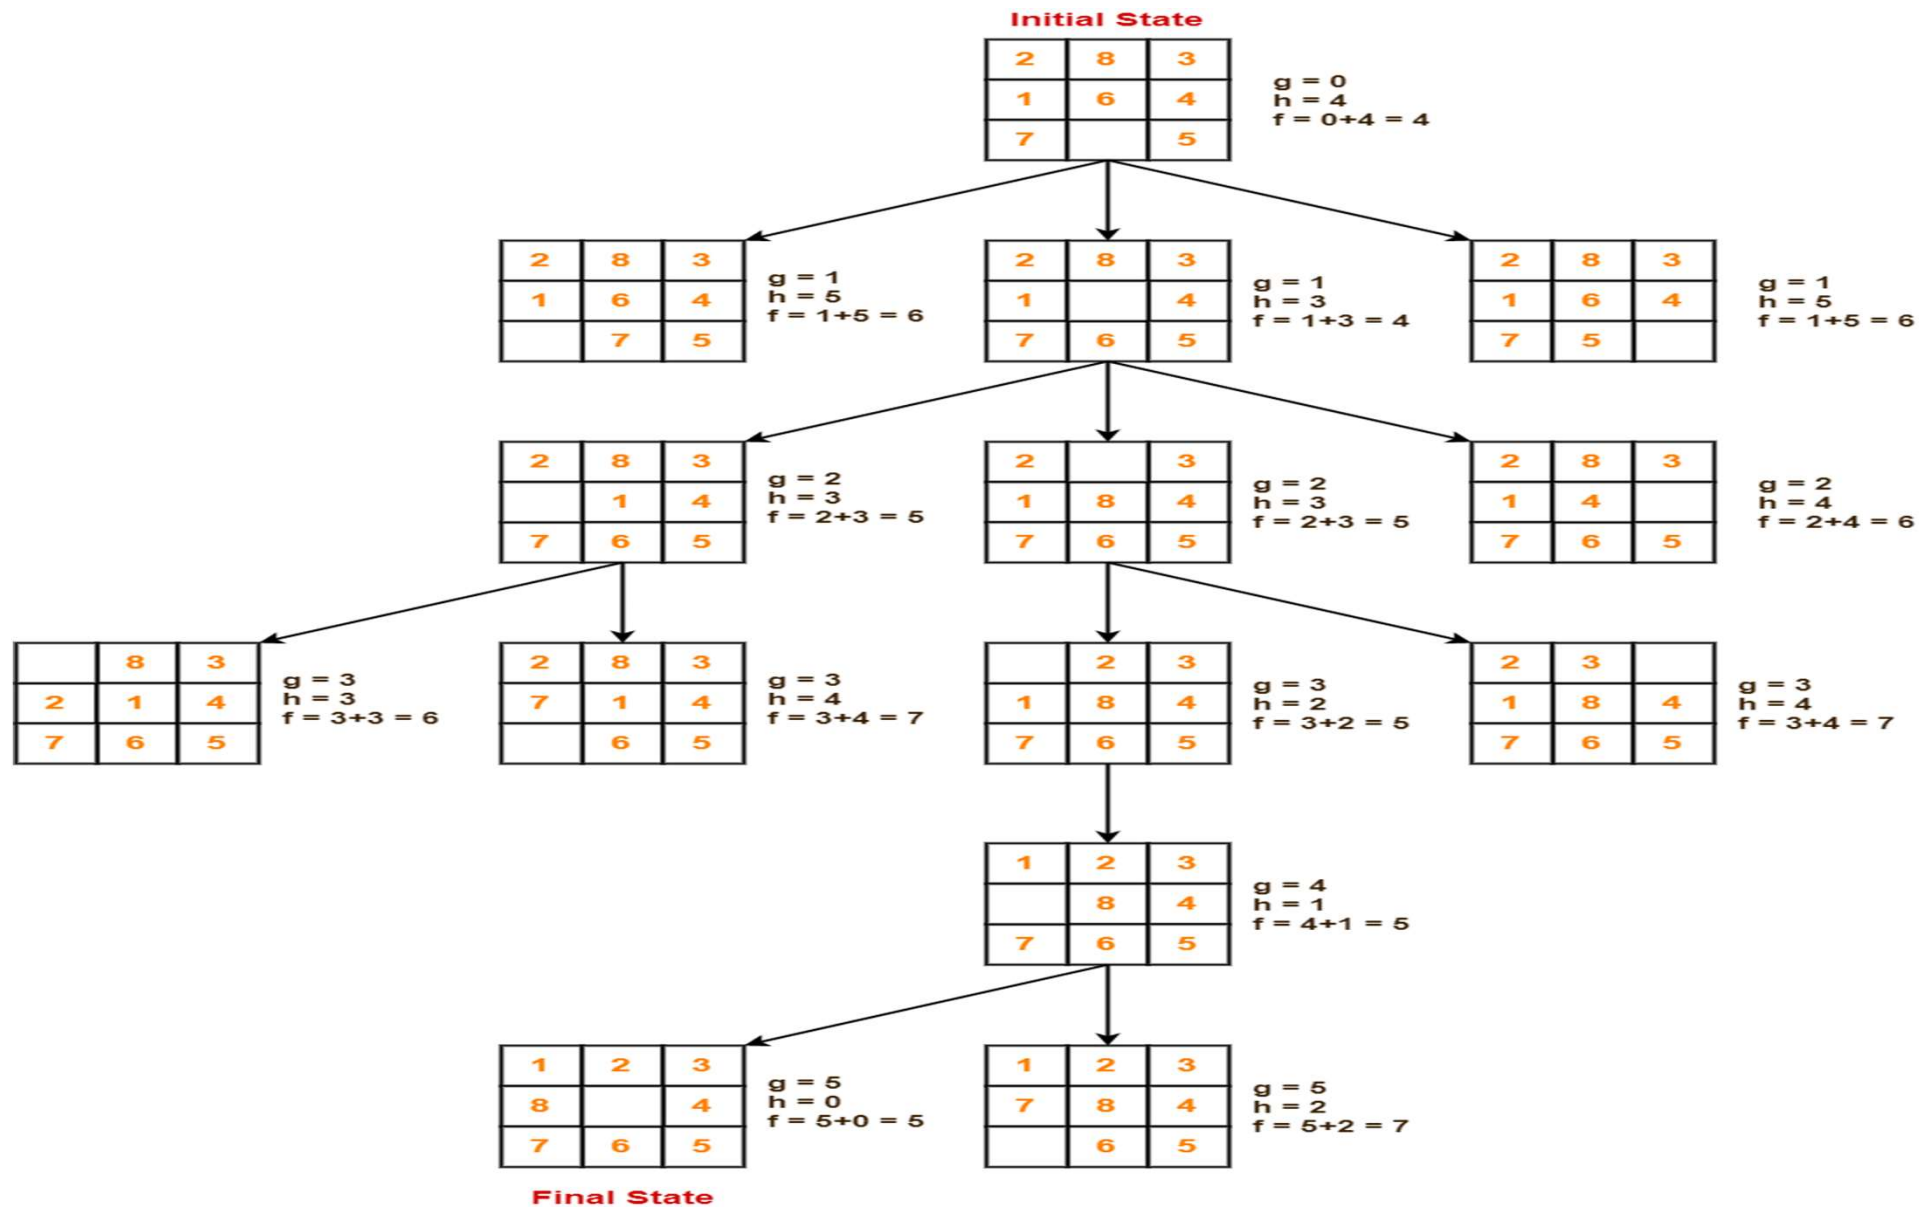 Initial State
2 8 3
1 6 4
7 5
g = 0
h = 4
f = 0+4 = 4
2 8 3
1 6 4
7 5
g = 1
h = 5
f = 1+5 = 6
2 8 3
1 4
7 6 5
g = 1
h = 3
f = 1+3 = 4
2 8 3
1 6 4
7 5
g = 1
h = 5
f = 1+5 = 6
2 8 3
1 4
7 6 5
g = 2
h = 3
f = 2+3 = 5
2 3
1 8 4
7 6 5
g = 2
h = 3
f = 2+3 = 5
2 8 3
1 4
7 6 5
g = 2
h = 4
f = 2+4 = 6
8 3
2 1 4
7 6 5
g = 3
h = 3
f = 3+3 = 6
2 8 3
7 1 4
6 5
g = 3
h = 4
f = 3+4 = 7
2 3
1 8 4
7 6 5
g = 3
h = 2
f = 3+2 = 5
2 3
1 8 4
7 6 5
g = 3
h = 4
f = 3+4 = 7
1 2 3
8 4
7 6 5
g = 4
h = 1
f = 4+1 = 5
1 2 3
8 4
7 6 5
g = 5
h = 0
f = 5+0 = 5
1 2 3
7 8 4
6 5
g = 5
h = 2
f = 5+2 = 7
Final State